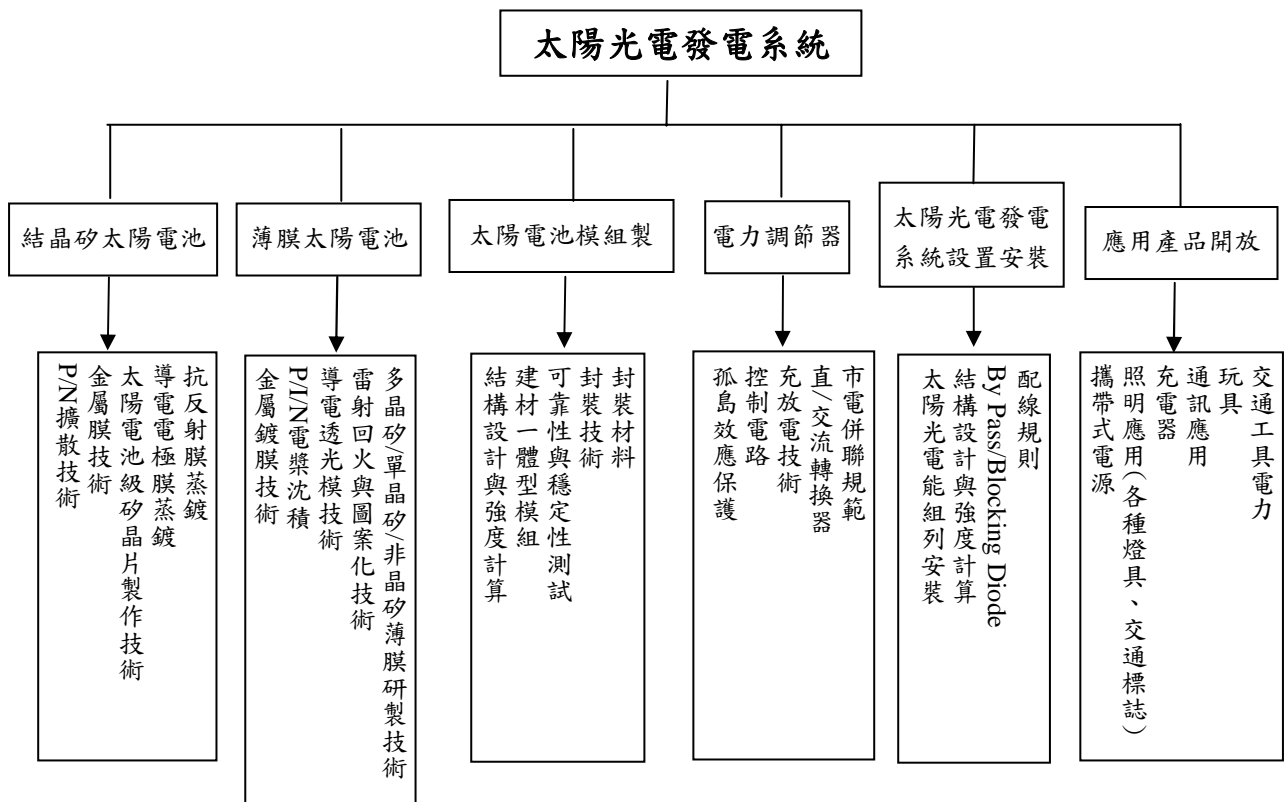 太陽光電發電系統
結晶矽太陽電池
薄膜太陽電池
太陽電池模組製
電力調節器
太陽光電發電
系統設置安裝
應用產品開放
抗反射膜蒸鍍
導電電極膜蒸鍍
太陽電池級矽晶片製作技術
金屬膜技術
P/N擴散技術
多晶矽/單晶矽/非晶矽薄膜研製技術
雷射回火與圖案化技術
導電透光模技術
P/I/N電漿沈積
金屬鍍膜技術
封裝材料
封裝技術
可靠性與穩定性測試
建材一體型模組
結構設計與強度計算
市電併聯規範
直/交流轉換器
充放電技術
控制電路
孤島效應保護
配線規則
By Pass/Blocking Diode
結構設計與強度計算
太陽光電能組列安裝
交通工具電力
玩具
通訊應用
充電器
照明應用(各種燈具、交通標誌)
攜帶式電源